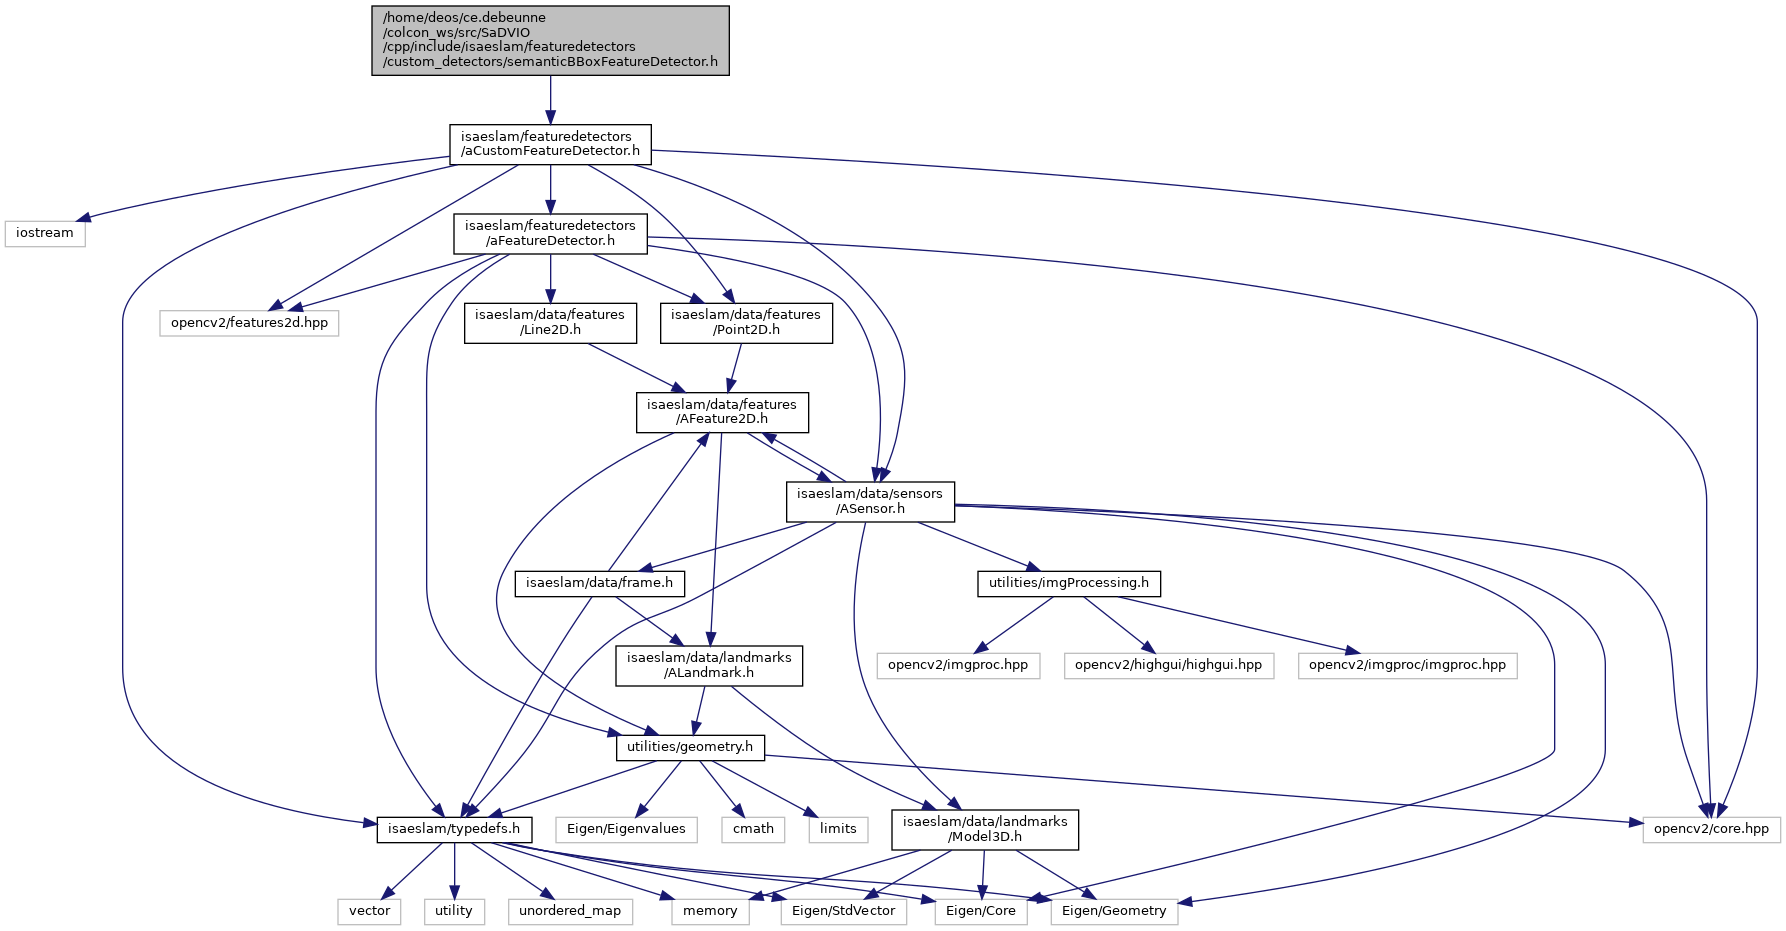 /home/deos/ce.debeunne
/colcon_ws/src/SaDVIO
/cpp/include/isaeslam/featuredetectors
/custom_detectors/semanticBBoxFeatureDetector.h
isaeslam/featuredetectors
/aCustomFeatureDetector.h
iostream
isaeslam/featuredetectors
/aFeatureDetector.h
opencv2/features2d.hpp
isaeslam/data/features
/Line2D.h
isaeslam/data/features
/Point2D.h
isaeslam/data/features
/AFeature2D.h
isaeslam/data/sensors
/ASensor.h
isaeslam/data/frame.h
utilities/imgProcessing.h
isaeslam/data/landmarks
/ALandmark.h
opencv2/imgproc.hpp
opencv2/highgui/highgui.hpp
opencv2/imgproc/imgproc.hpp
utilities/geometry.h
isaeslam/typedefs.h
Eigen/Eigenvalues
cmath
limits
isaeslam/data/landmarks
/Model3D.h
opencv2/core.hpp
vector
utility
unordered_map
memory
Eigen/StdVector
Eigen/Core
Eigen/Geometry